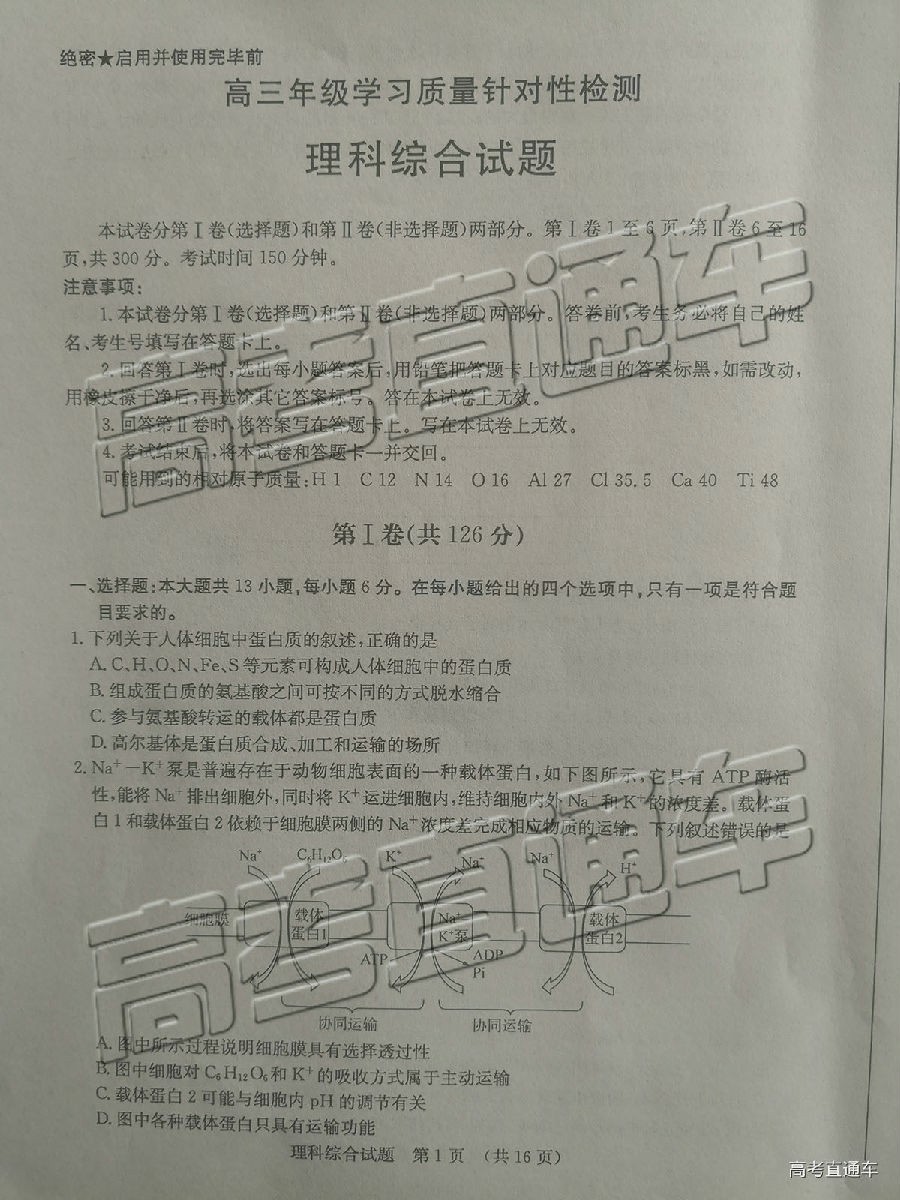 绝密★启用并使用完毕前
高三年级学习质量针对性检测
理科综合试题
本试卷分第Ⅰ卷(选择题)和第Ⅱ卷(非选择题)两部分。第Ⅰ卷1至6页,第Ⅱ卷6至16
页,共300分。考试时间150分钟。
注意事项:
1.本试卷分第Ⅰ卷(选择题)和第Ⅱ卷(非选择题)两部分。答卷前,考生务必将自己的姓
名、考生号填写在答题卡上。
2.回答第Ⅰ卷时,选出每小题答案后,用铅笔把答题卡上对应题目的答案标黑,如需改动,
用橡皮擦干净后,再选涂其它答案标号。答在本试卷上无效。
3.回答第Ⅱ卷时,将答案写在答题卡上。写在本试卷上无效。
4.考试结束后,将本试卷和答题卡一并交回。
可能用到的相对原子质量:H 1 C 12 N 14 O 16 Al 27 Cl 35.5 Ca 40 Ti 48
第Ⅰ卷(共126分)
一、选择题:本大题共13小题,每小题6分。在每小题给出的四个选项中,只有一项是符合题
目要求的。
1.下列关于人体细胞中蛋白质的叙述,正确的是
A.C、H、O、N、Fe、S等元素可构成人体细胞中的蛋白质
B.组成蛋白质的氨基酸之间可按不同的方式脱水缩合
C.参与氨基酸转运的载体都是蛋白质
D.高尔基体是蛋白质合成、加工和运输的场所
2.Na⁺—K⁺泵是普遍存在于动物细胞表面的一种载体蛋白,如下图所示,它具有ATP酶活
性,能将Na⁺排出细胞外,同时将K⁺运进细胞内,维持细胞内外Na⁺和K⁺的浓度差。载体蛋
白1和载体蛋白2依赖于细胞膜两侧的Na⁺浓度差完成相应物质的运输。下列叙述错误的是
Na⁺ C₆H₁₂O₆ K⁺ Na⁺ Na⁺ H⁺
细胞膜 载体 Na⁺ 载体
蛋白1 K⁺泵 蛋白2
ATP ADP
Pi
协同运输 协同运输
A.图中所示过程说明细胞膜具有选择透过性
B.图中细胞对C₆H₁₂O₆和K⁺的吸收方式属于主动运输
C.载体蛋白2可能与细胞内pH的调节有关
D.图中各种载体蛋白只具有运输功能
理科综合试题 第1页 (共16页)
高考直通车
高考直通车
高考直通车